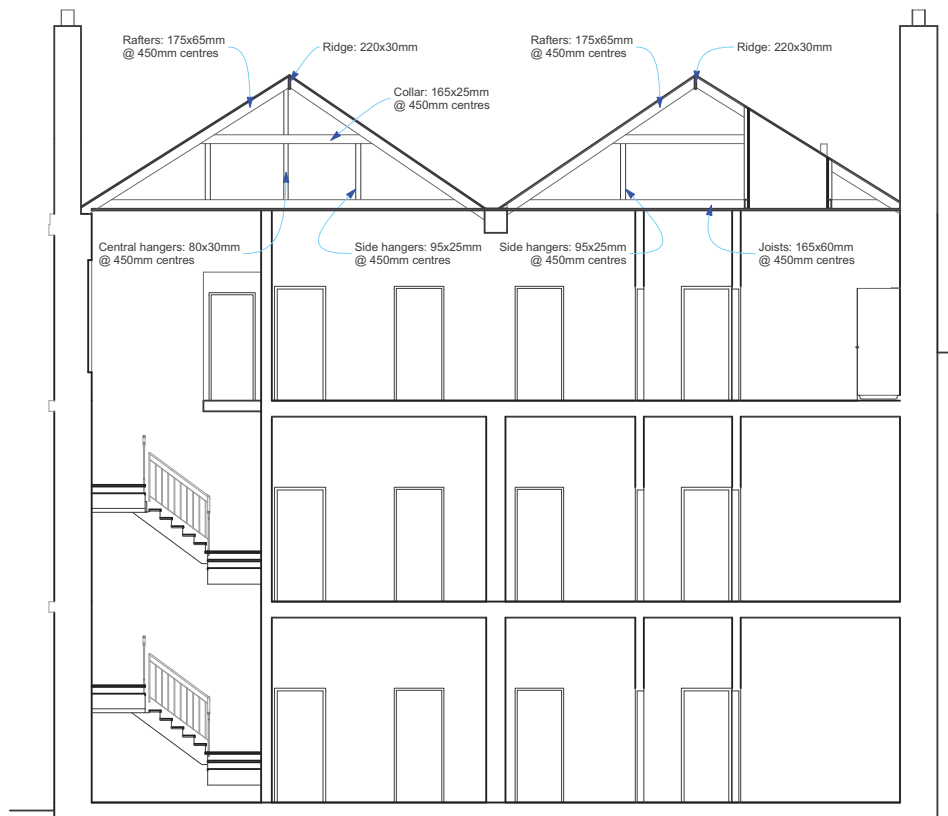 Rafters: 175x65mm
@ 450mm centres
Ridge: 220x30mm
Collar: 165x25mm
@ 450mm centres
Rafters: 175x65mm
@ 450mm centres
Ridge: 220x30mm
Central hangers: 80x30mm
@ 450mm centres
Side hangers: 95x25mm
@ 450mm centres
Side hangers: 95x25mm
@ 450mm centres
Joists: 165x60mm
@ 450mm centres